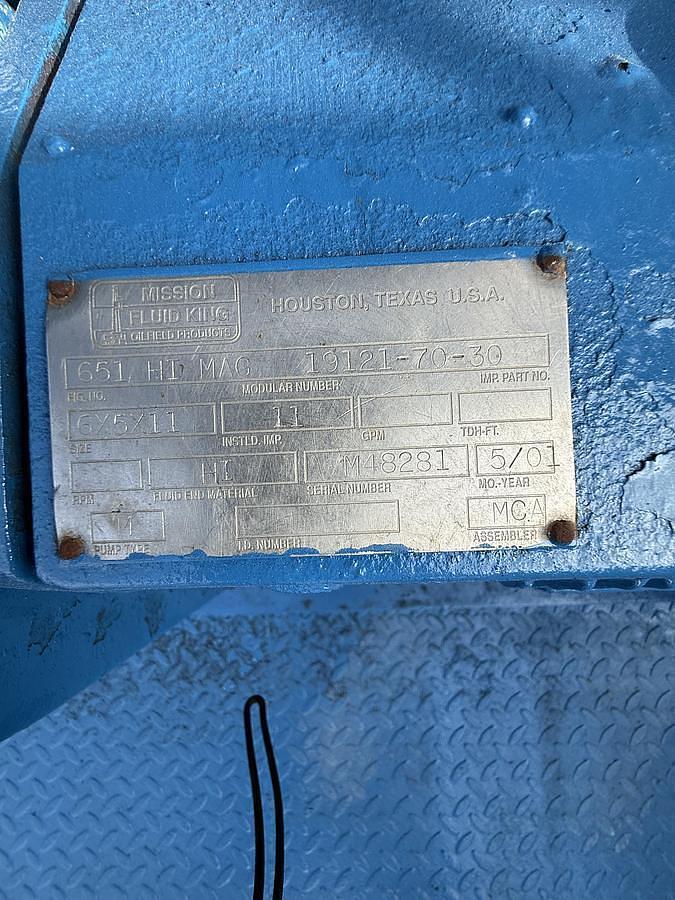 MISSION
FLUID KING
OILFIELD PRODUCTS
HOUSTON, TEXAS U.S.A.
651 HI MAG 19121-70-30
FIG. NO. MODULAR NUMBER IMP. PART NO.
6X5X11 11
SIZE INSTLD. IMP. GPM TDH-FT.
HI M48281 5/01
RPM FLUID END MATERIAL SERIAL NUMBER MO.-YEAR
MCA
PUMP TYPE I.D. NUMBER ASSEMBLER